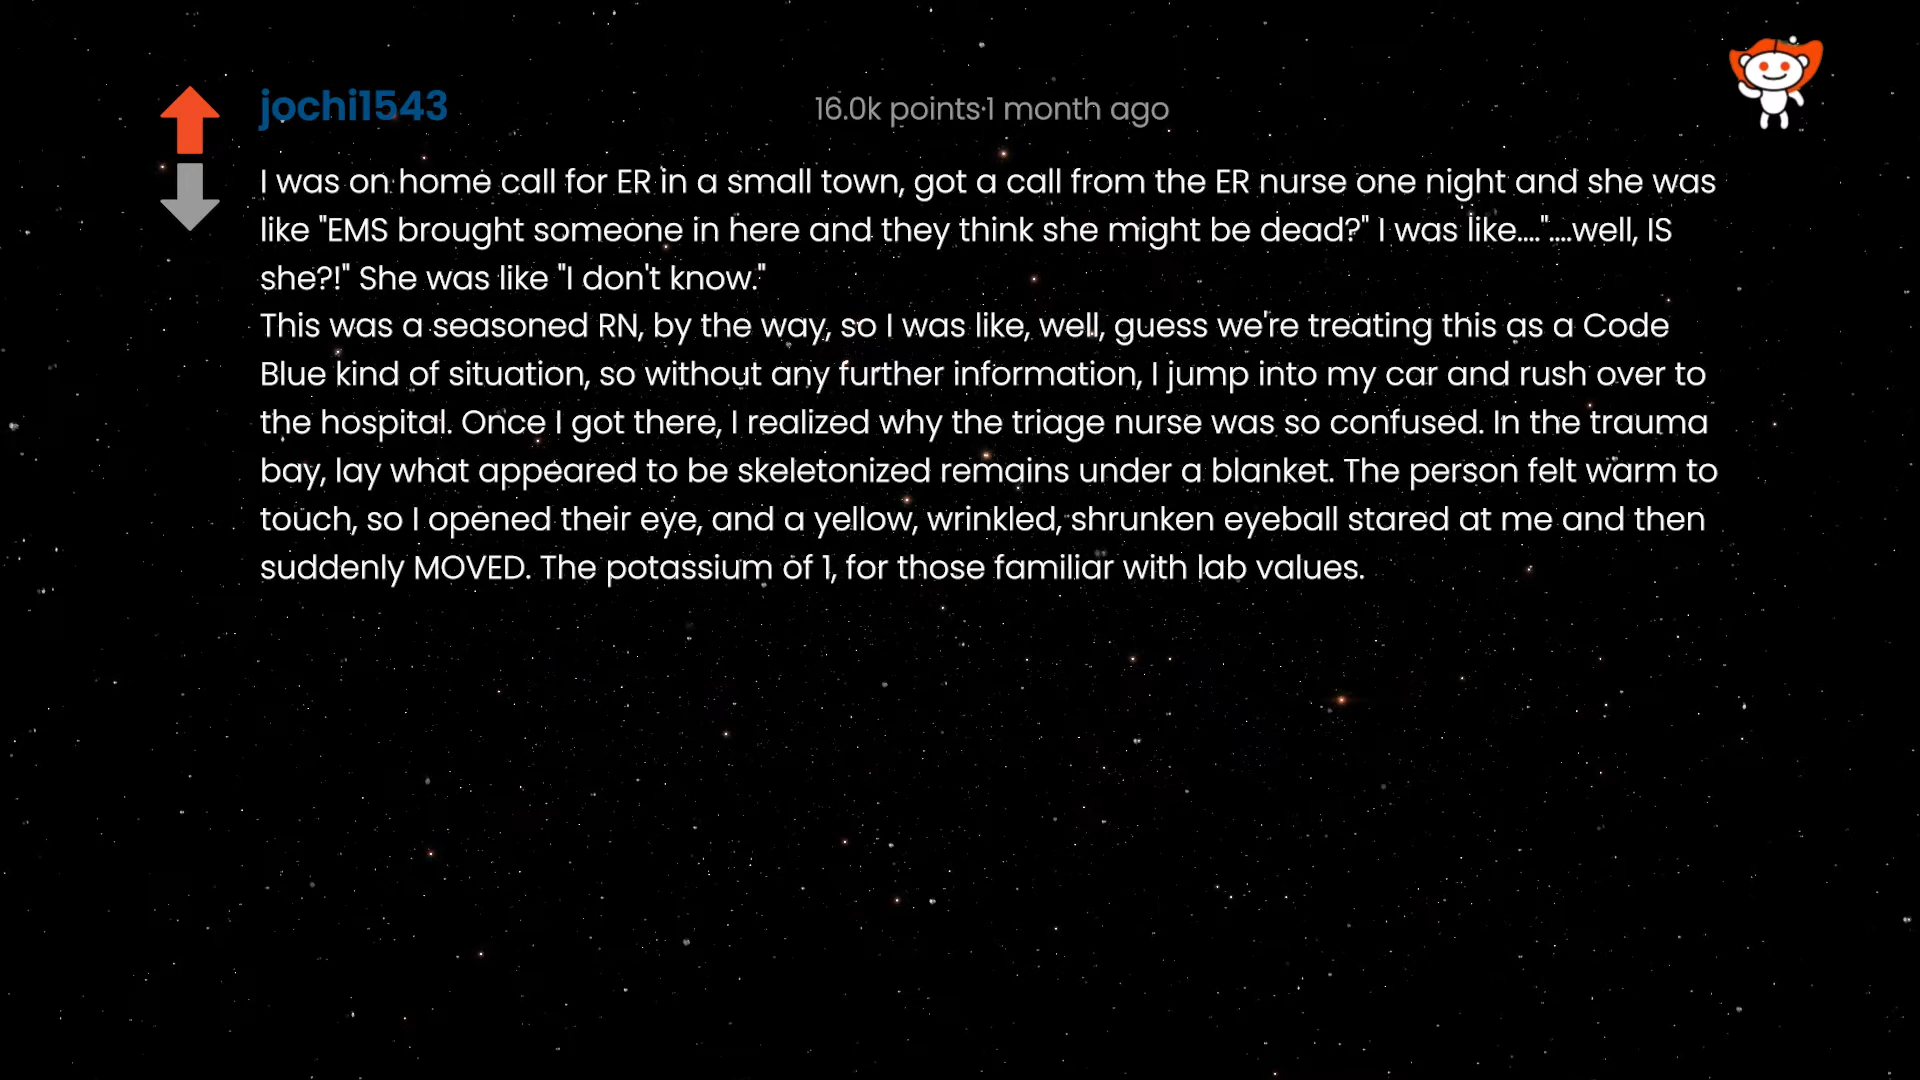 jochi1543
16.0k points·1 month ago
I was on home call for ER in a small town, got a call from the ER nurse one night and she was
like "EMS brought someone in here and they think she might be dead?" I was like....“....well, IS
she?!" She was like "I don't know."
This was a seasoned RN, by the way, so I was like, well, guess we're treating this as a Code
Blue kind of situation, so without any further information, I jump into my car and rush over to
the hospital. Once I got there, I realized why the triage nurse was so confused. In the trauma
bay, lay what appeared to be skeletonized remains under a blanket. The person felt warm to
touch, so I opened their eye, and a yellow, wrinkled, shrunken eyeball stared at me and then
suddenly MOVED. The potassium of 1, for those familiar with lab values.